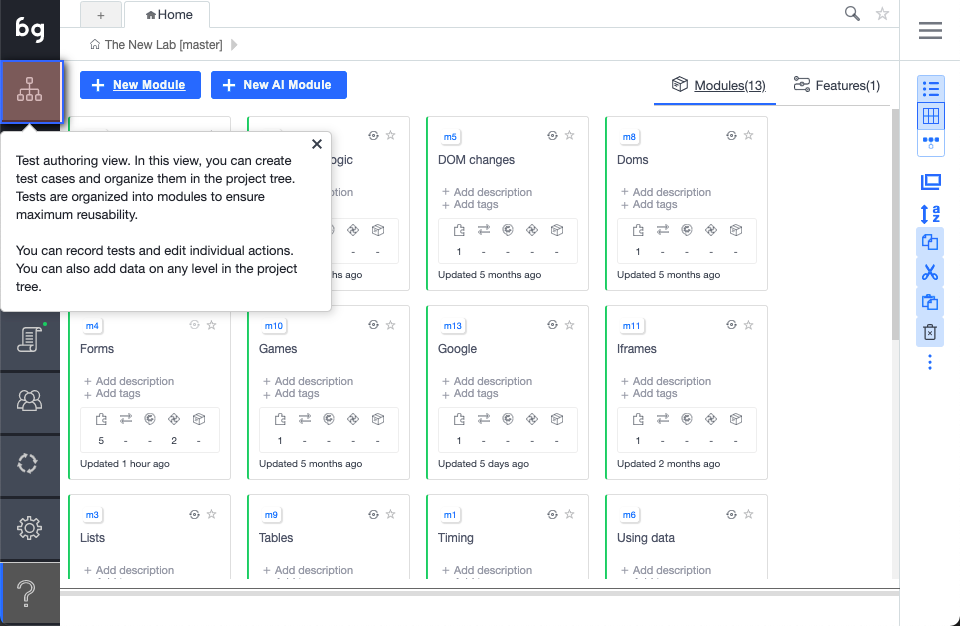 bg
+
Home
The New Lab [master]
New Module
New AI Module
Modules(13)
Features(1)
Test authoring view. In this view, you can create
test cases and organize them in the project tree.
Tests are organized into modules to ensure
maximum reusability.
You can record tests and edit individual actions.
You can also add data on any level in the project
tree.
m5
DOM changes
+ Add description
+ Add tags
1 - - - -
Updated 5 months ago
m8
Doms
+ Add description
+ Add tags
1 - - - -
Updated 5 months ago
m4
Forms
+ Add description
+ Add tags
5 - - 2 -
Updated 1 hour ago
m10
Games
+ Add description
+ Add tags
1 - - - -
Updated 5 months ago
m13
Google
+ Add description
+ Add tags
1 - - - -
Updated 5 days ago
m11
Iframes
+ Add description
+ Add tags
1 - - - -
Updated 2 months ago
m3
Lists
+ Add description
m9
Tables
+ Add description
m1
Timing
+ Add description
m6
Using data
+ Add description
a
z
?